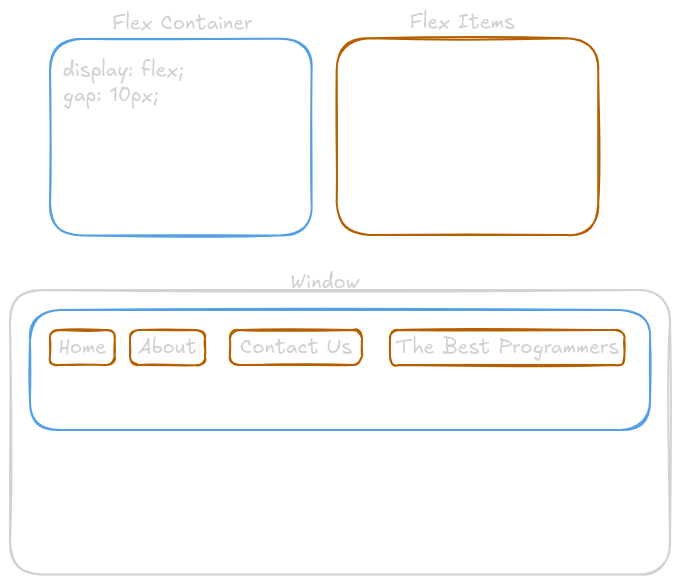 Flex Container
Flex Items
display: flex;
gap: 10px;
Window
Home
About
Contact Us
The Best Programmers